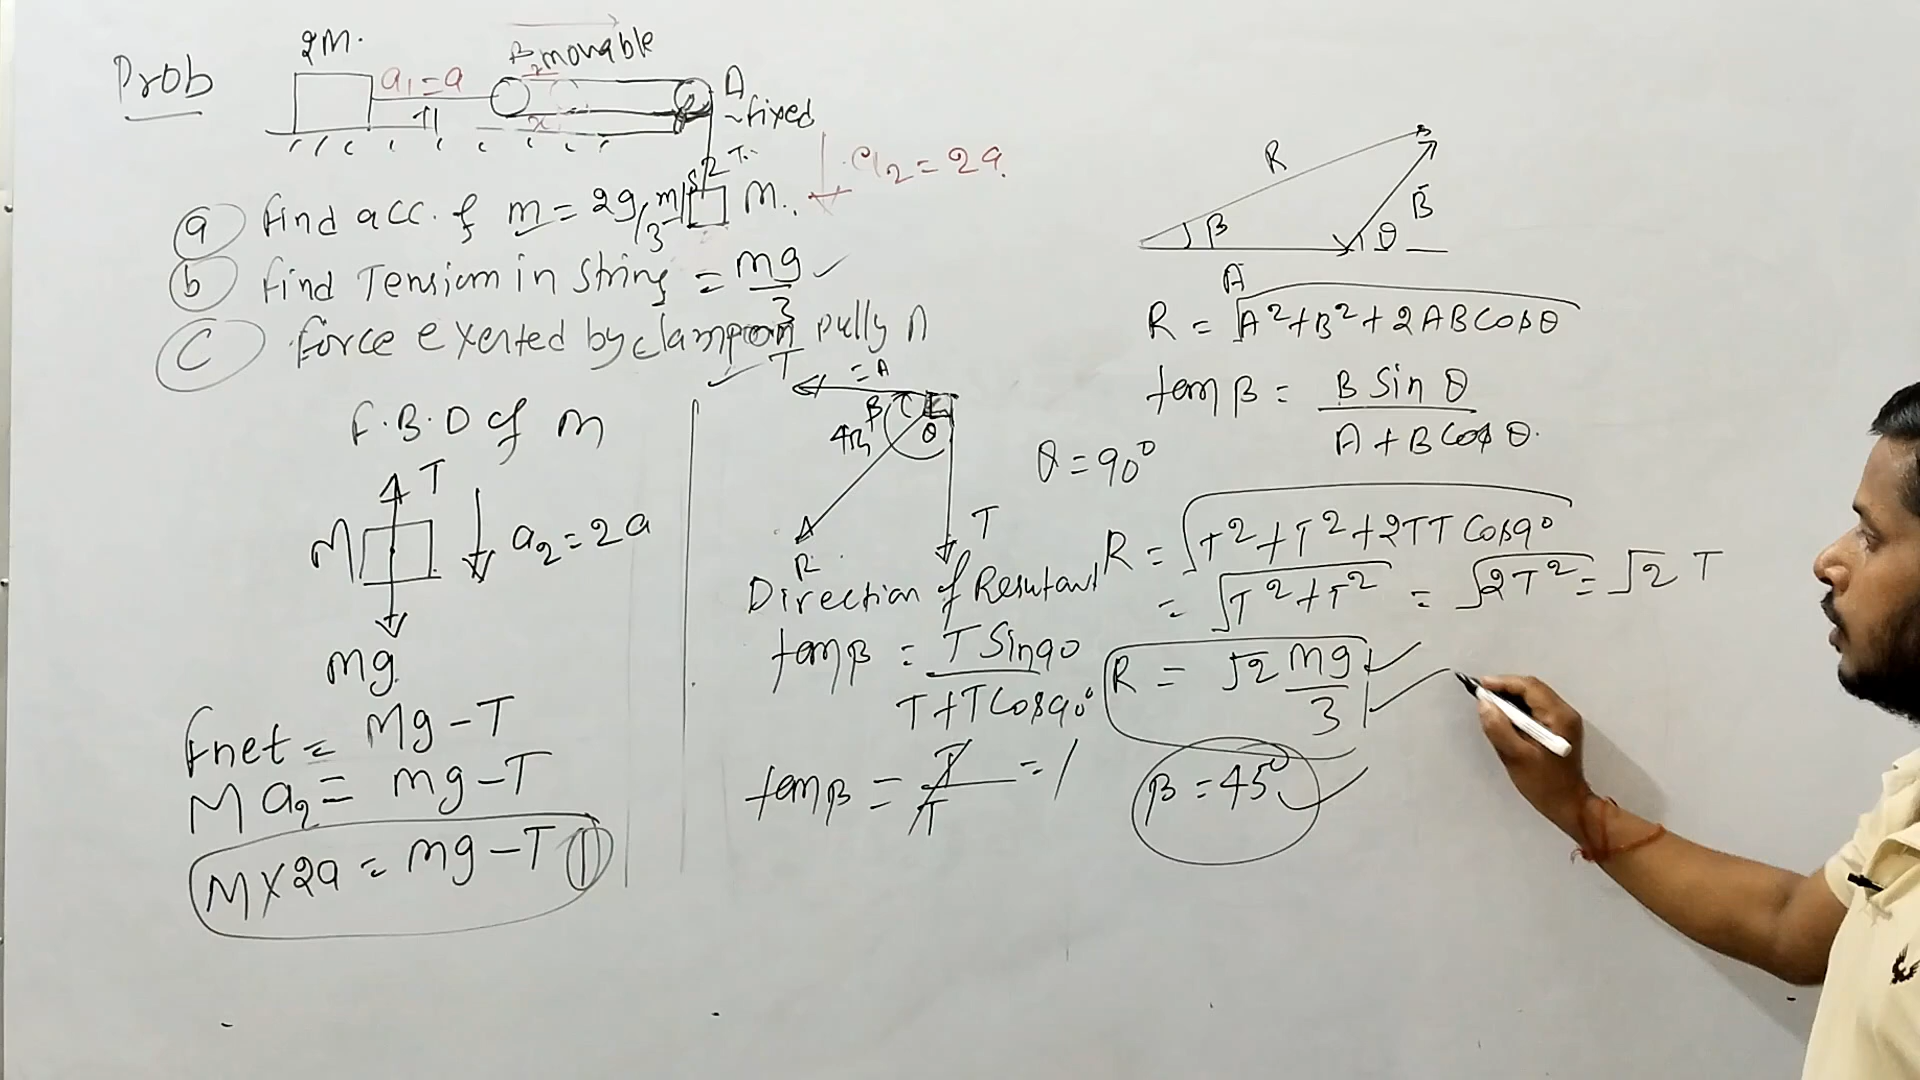 Prob
2M.
a₁ = a
B movable
A
~fixed
T₁
x
a₂ = 2a.
M.
(a) find acc. of m = 2g/3 m/s2
(b) find Tension in string = mg/3 ✓
(c) force exerted by clamp on pully A
F.B.D of m
T
M
a₂ = 2a
mg
Fnet = Mg - T
M a₂ = mg - T
M x 2a = mg - T (1)
T = A
β
45
θ
T
R
θ = 90°
Direction of Resultant
tan β = T Sin 90 / T + T Cos 90°
tan β = T / T = 1
R
B
β
θ
A
R = √A² + B² + 2AB Cos θ
tan β = B Sin θ / A + B Cos θ.
R = √T² + T² + 2TT Cos 90
= √T² + T² = √2T² = √2 T
R = √2 mg / 3
β = 45°